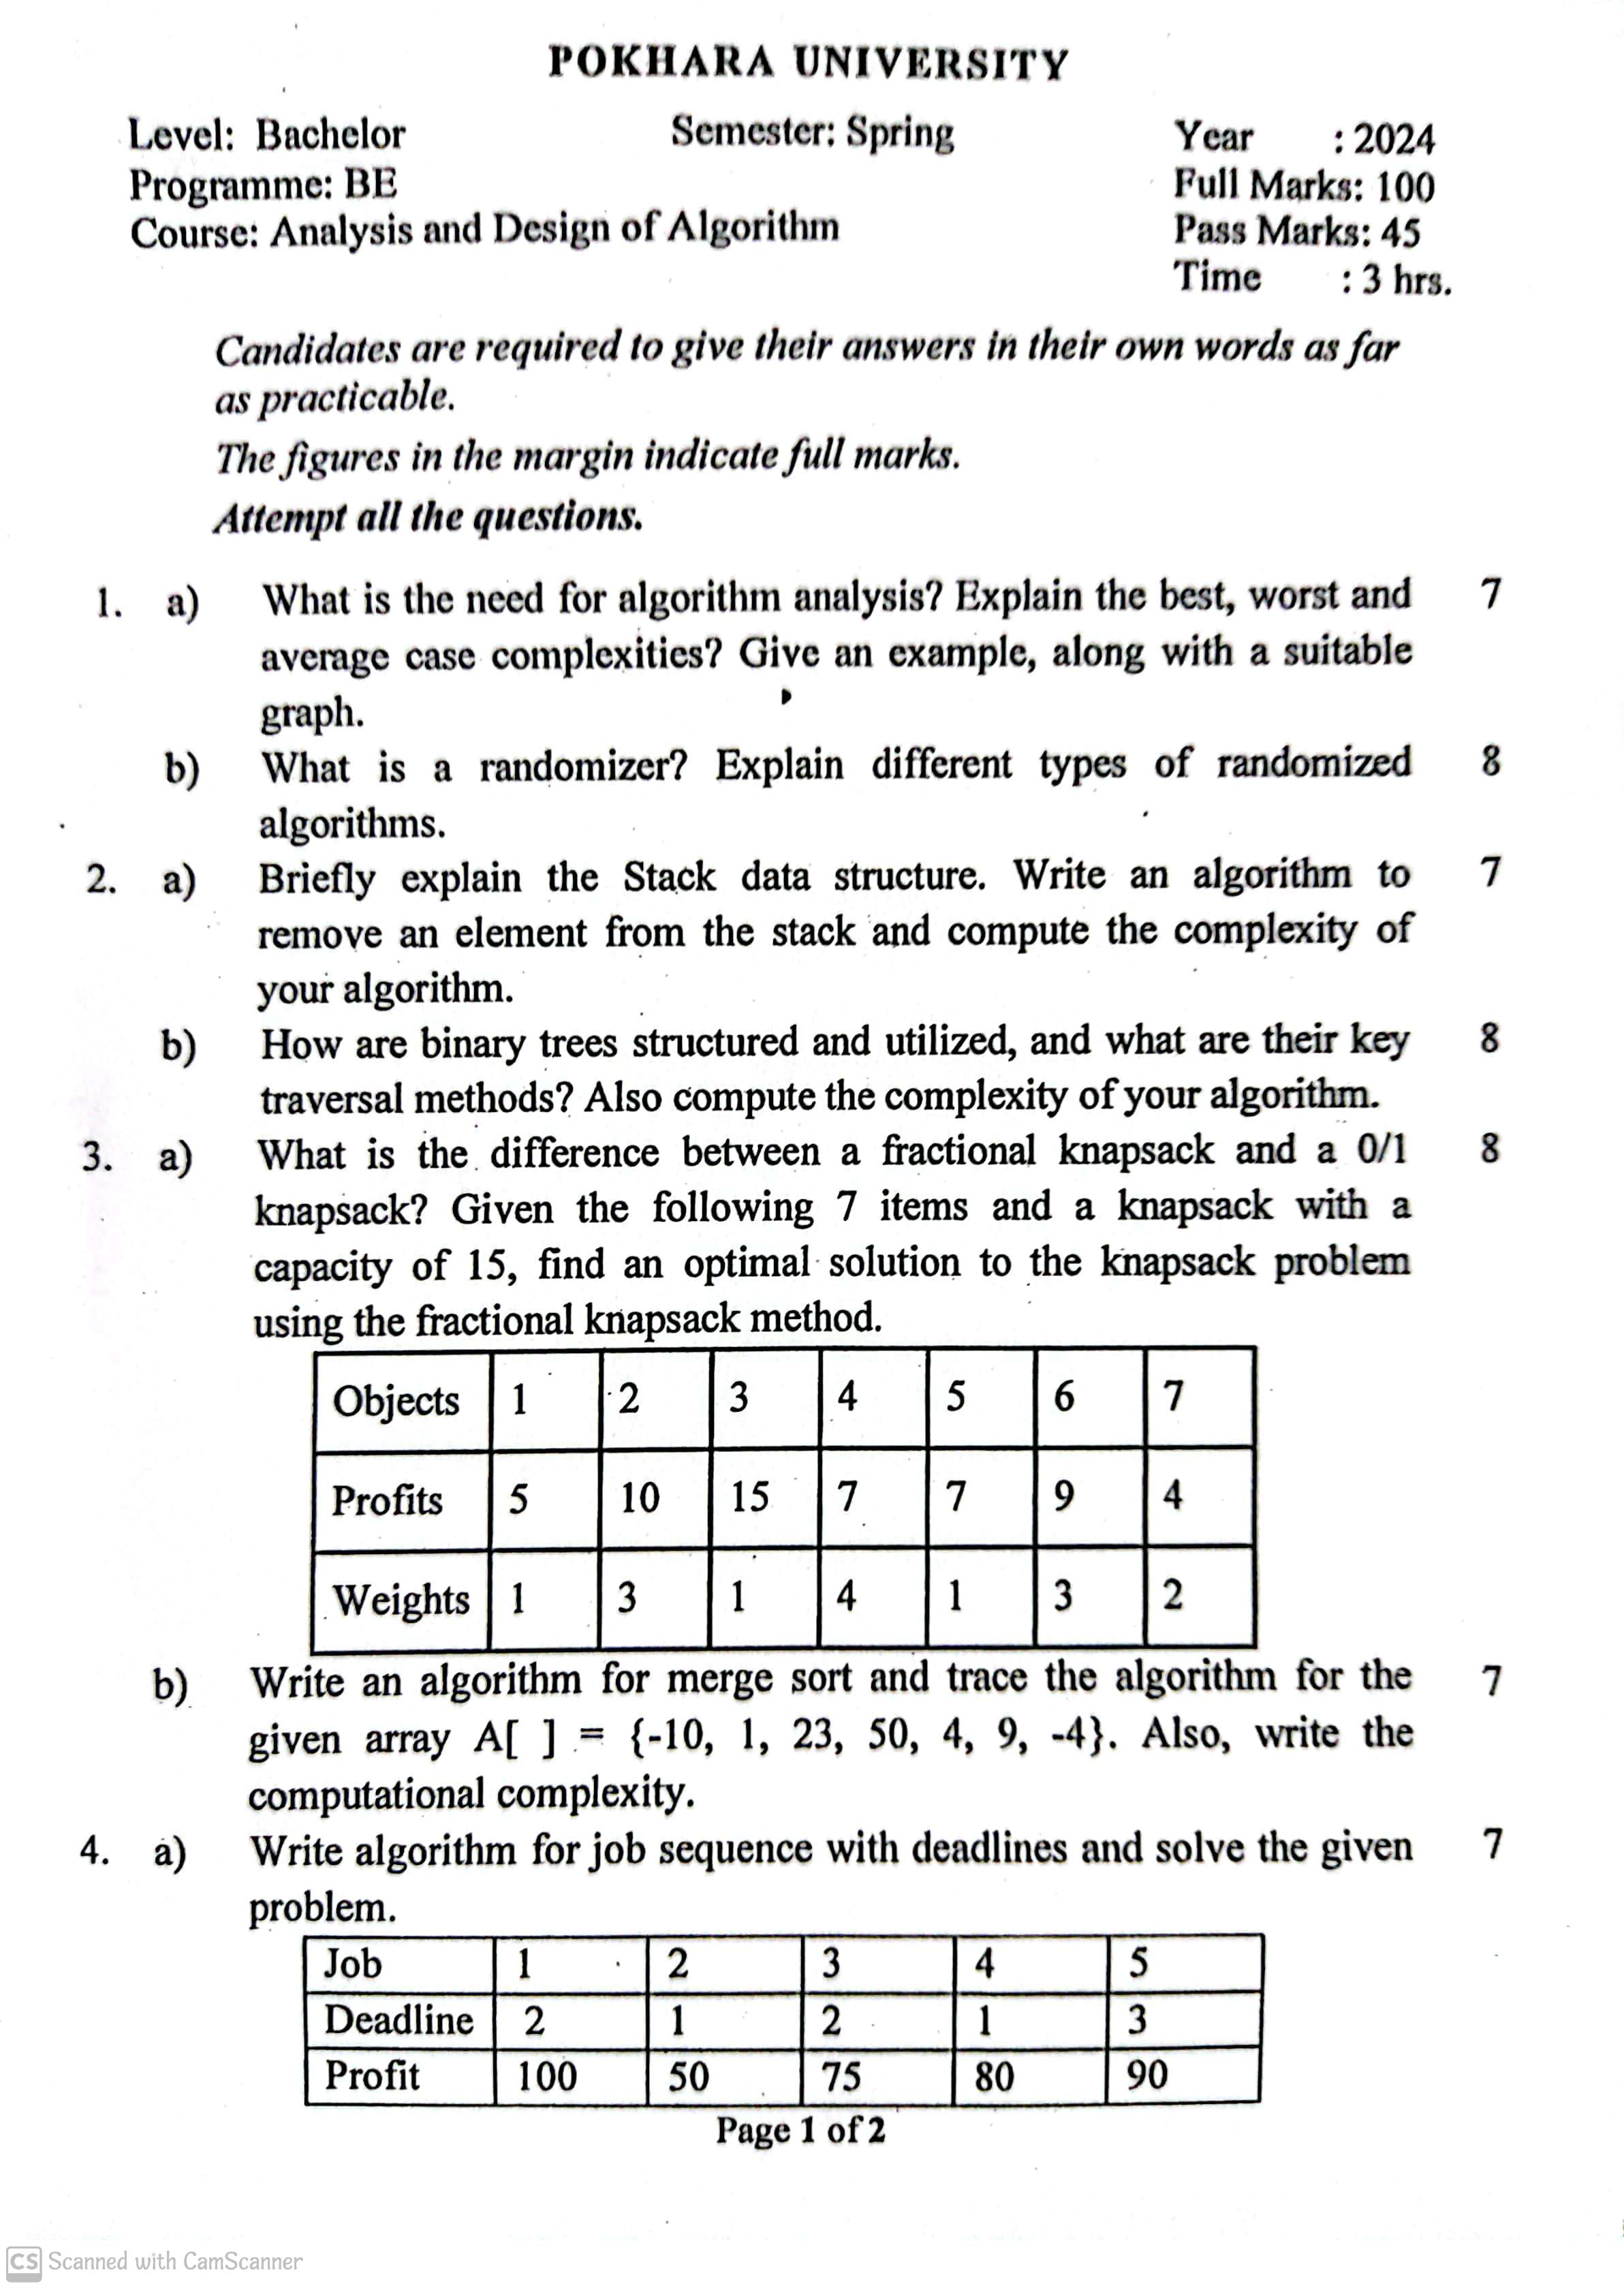 POKHARA UNIVERSITY
Level: Bachelor Semester: Spring Year : 2024
Programme: BE Full Marks: 100
Course: Analysis and Design of Algorithm Pass Marks: 45
Time : 3 hrs.
Candidates are required to give their answers in their own words as far
as practicable.
The figures in the margin indicate full marks.
Attempt all the questions.
1. a) What is the need for algorithm analysis? Explain the best, worst and 7
average case complexities? Give an example, along with a suitable
graph.
b) What is a randomizer? Explain different types of randomized 8
algorithms.
2. a) Briefly explain the Stack data structure. Write an algorithm to 7
remove an element from the stack and compute the complexity of
your algorithm.
b) How are binary trees structured and utilized, and what are their key 8
traversal methods? Also compute the complexity of your algorithm.
3. a) What is the difference between a fractional knapsack and a 0/1 8
knapsack? Given the following 7 items and a knapsack with a
capacity of 15, find an optimal solution to the knapsack problem
using the fractional knapsack method.
Objects 1 2 3 4 5 6 7
Profits 5 10 15 7 7 9 4
Weights 1 3 1 4 1 3 2
b) Write an algorithm for merge sort and trace the algorithm for the 7
given array A[ ] = {-10, 1, 23, 50, 4, 9, -4}. Also, write the
computational complexity.
4. a) Write algorithm for job sequence with deadlines and solve the given 7
problem.
Job 1 2 3 4 5
Deadline 2 1 2 1 3
Profit 100 50 75 80 90
Page 1 of 2
CS Scanned with CamScanner